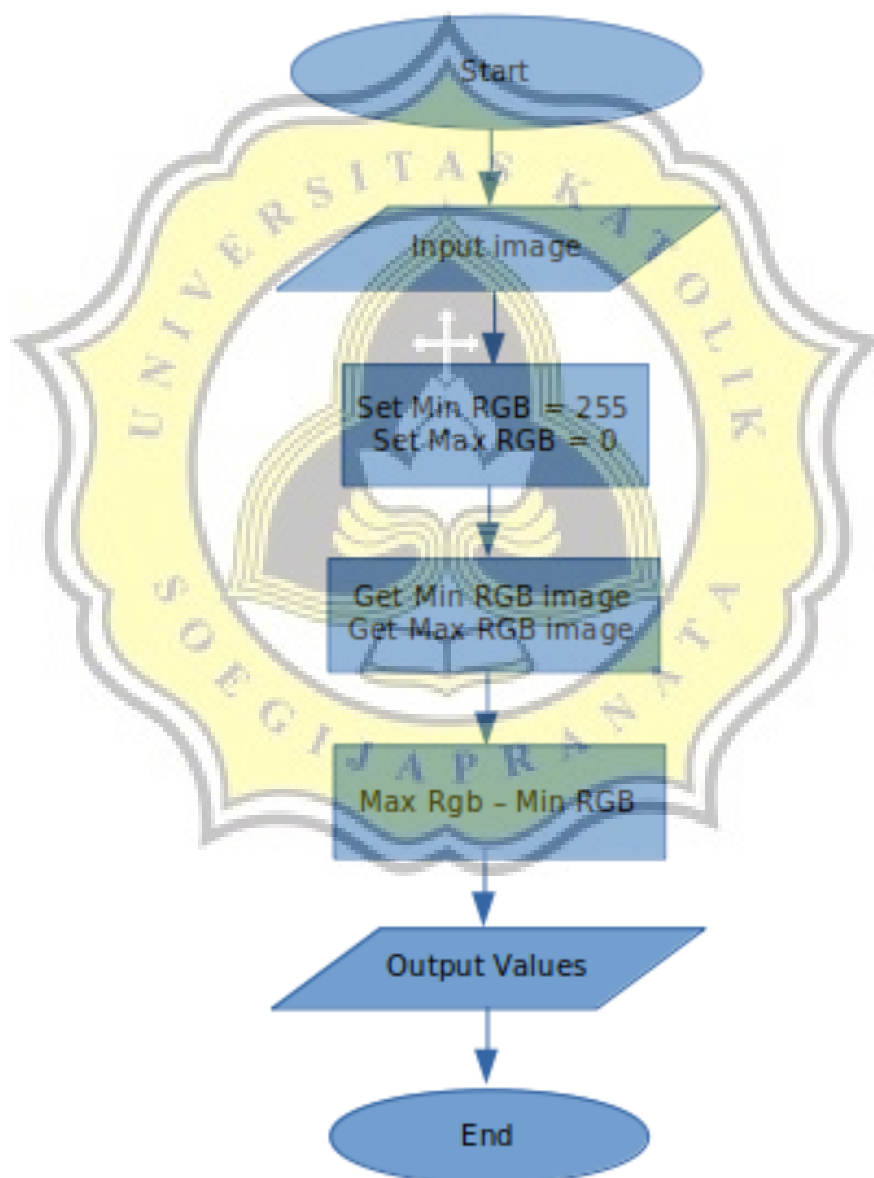 Start
UNIVERSITAS KATOLIK
Input image
Set Min RGB = 255
Set Max RGB = 0
Get Min RGB image
Get Max RGB image
SOEGIJAPRANATA
Max Rgb – Min RGB
Output Values
End